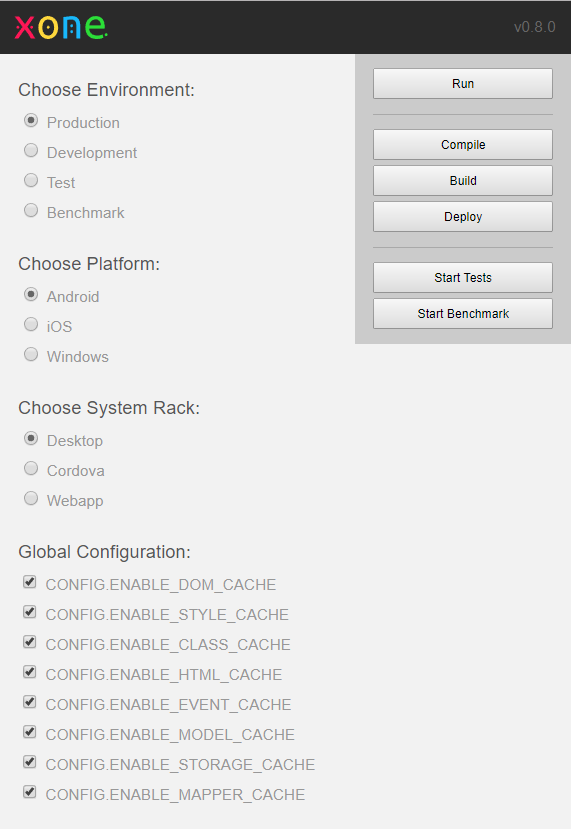 xone
v0.8.0
Choose Environment:
Production
Development
Test
Benchmark
Choose Platform:
Android
iOS
Windows
Choose System Rack:
Desktop
Cordova
Webapp
Global Configuration:
CONFIG.ENABLE_DOM_CACHE
CONFIG.ENABLE_STYLE_CACHE
CONFIG.ENABLE_CLASS_CACHE
CONFIG.ENABLE_HTML_CACHE
CONFIG.ENABLE_EVENT_CACHE
CONFIG.ENABLE_MODEL_CACHE
CONFIG.ENABLE_STORAGE_CACHE
CONFIG.ENABLE_MAPPER_CACHE
Run
Compile
Build
Deploy
Start Tests
Start Benchmark